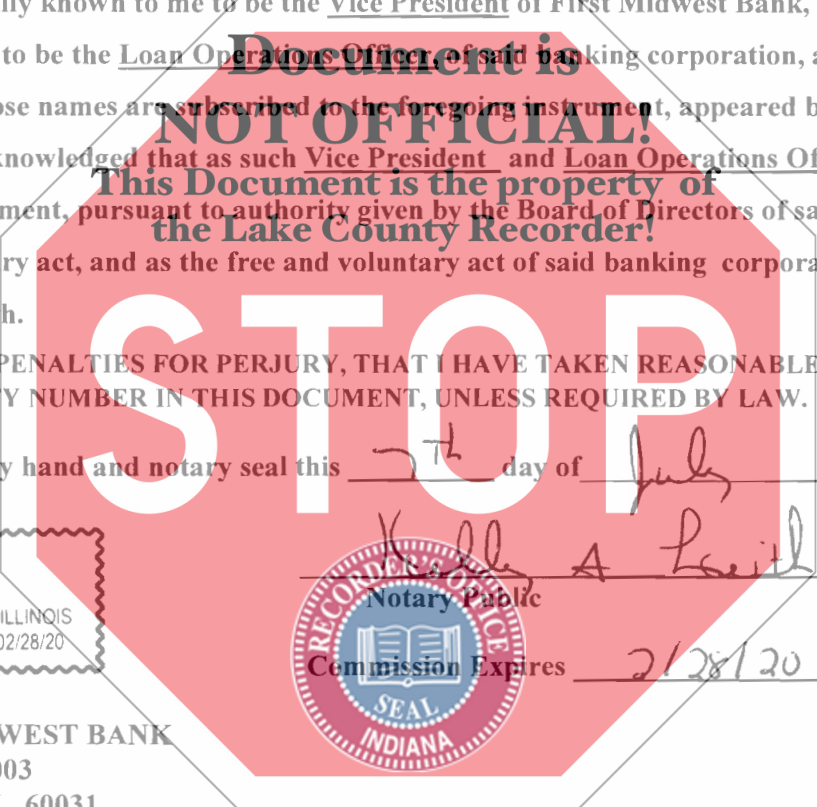 ally known to me to be the Vice President of First Midwest Bank,
Document is
to be the Loan Operations Officer, of said banking corporation, a
NOT OFFICIAL!
ose names are subscribed to the foregoing instrument, appeared b
knowledged that as such Vice President and Loan Operations Of
This Document is the property of
ment, pursuant to authority given by the Board of Directors of sa
the Lake County Recorder!
ry act, and as the free and voluntary act of said banking corpora
h.
STOP
PENALTIES FOR PERJURY, THAT I HAVE TAKEN REASONABLE
Y NUMBER IN THIS DOCUMENT, UNLESS REQUIRED BY LAW.
y hand and notary seal this 7th day of July
A
RECORDER'S OFFICE
Notary Public
ILLINOIS
02/28/20
Commission Expires 2/28/20
SEAL
INDIANA
WEST BANK
003
60031